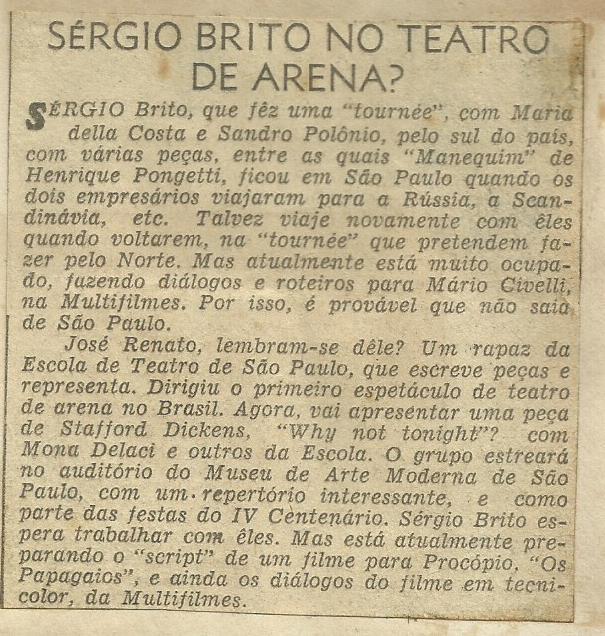 SÉRGIO BRITO NO TEATRO
DE ARENA?
SÉRGIO Brito, que fêz uma "tournée", com Maria
della Costa e Sandro Polônio, pelo sul do país,
com várias peças, entre as quais "Manequim" de
Henrique Pongetti, ficou em São Paulo quando os
dois empresários viajaram para a Rússia, a Scan-
dinávia, etc. Talvez viaje novamente com êles
quando voltarem, na "tournée" que pretendem fa-
zer pelo Norte. Mas atualmente está muito ocupa-
do, fazendo diálogos e roteiros para Mário Civelli,
na Multifilmes. Por isso, é provável que não saia
de São Paulo.
José Renato, lembram-se dêle? Um rapaz da
Escola de Teatro de São Paulo, que escreve peças e
representa. Dirigiu o primeiro espetáculo de teatro
de arena no Brasil. Agora, vai apresentar uma peça
de Stafford Dickens, "Why not tonight"? com
Mona Delaci e outros da Escola. O grupo estreará
no auditório do Museu de Arte Moderna de São
Paulo, com um repertório interessante, e como
parte das festas do IV Centenário. Sérgio Brito es-
pera trabalhar com êles. Mas está atualmente pre-
parando o "script" de um filme para Procópio, "Os
Papagaios", e ainda os diálogos do filme em tecni-
color, da Multifilmes.